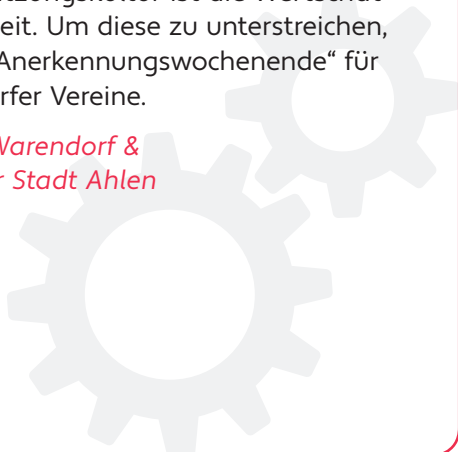 eit. Um diese zu unterstreichen,
Anerkennungswochenende“ für
rfer Vereine.
Warendorf &
r Stadt Ahlen